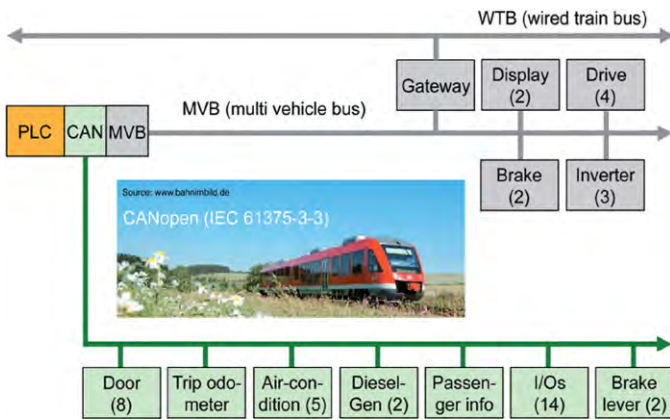 WTB (wired train bus)
Gateway
Display
(2)
Drive
(4)
MVB (multi vehicle bus)
PLC
CAN
MVB
Brake
(2)
Inverter
(3)
Source: www.bahnimbild.de
CANopen (IEC 61375-3-3)
Door
(8)
Trip odo-
meter
Air-con-
dition (5)
Diesel-
Gen (2)
Passen-
ger info
I/Os
(14)
Brake
lever (2)